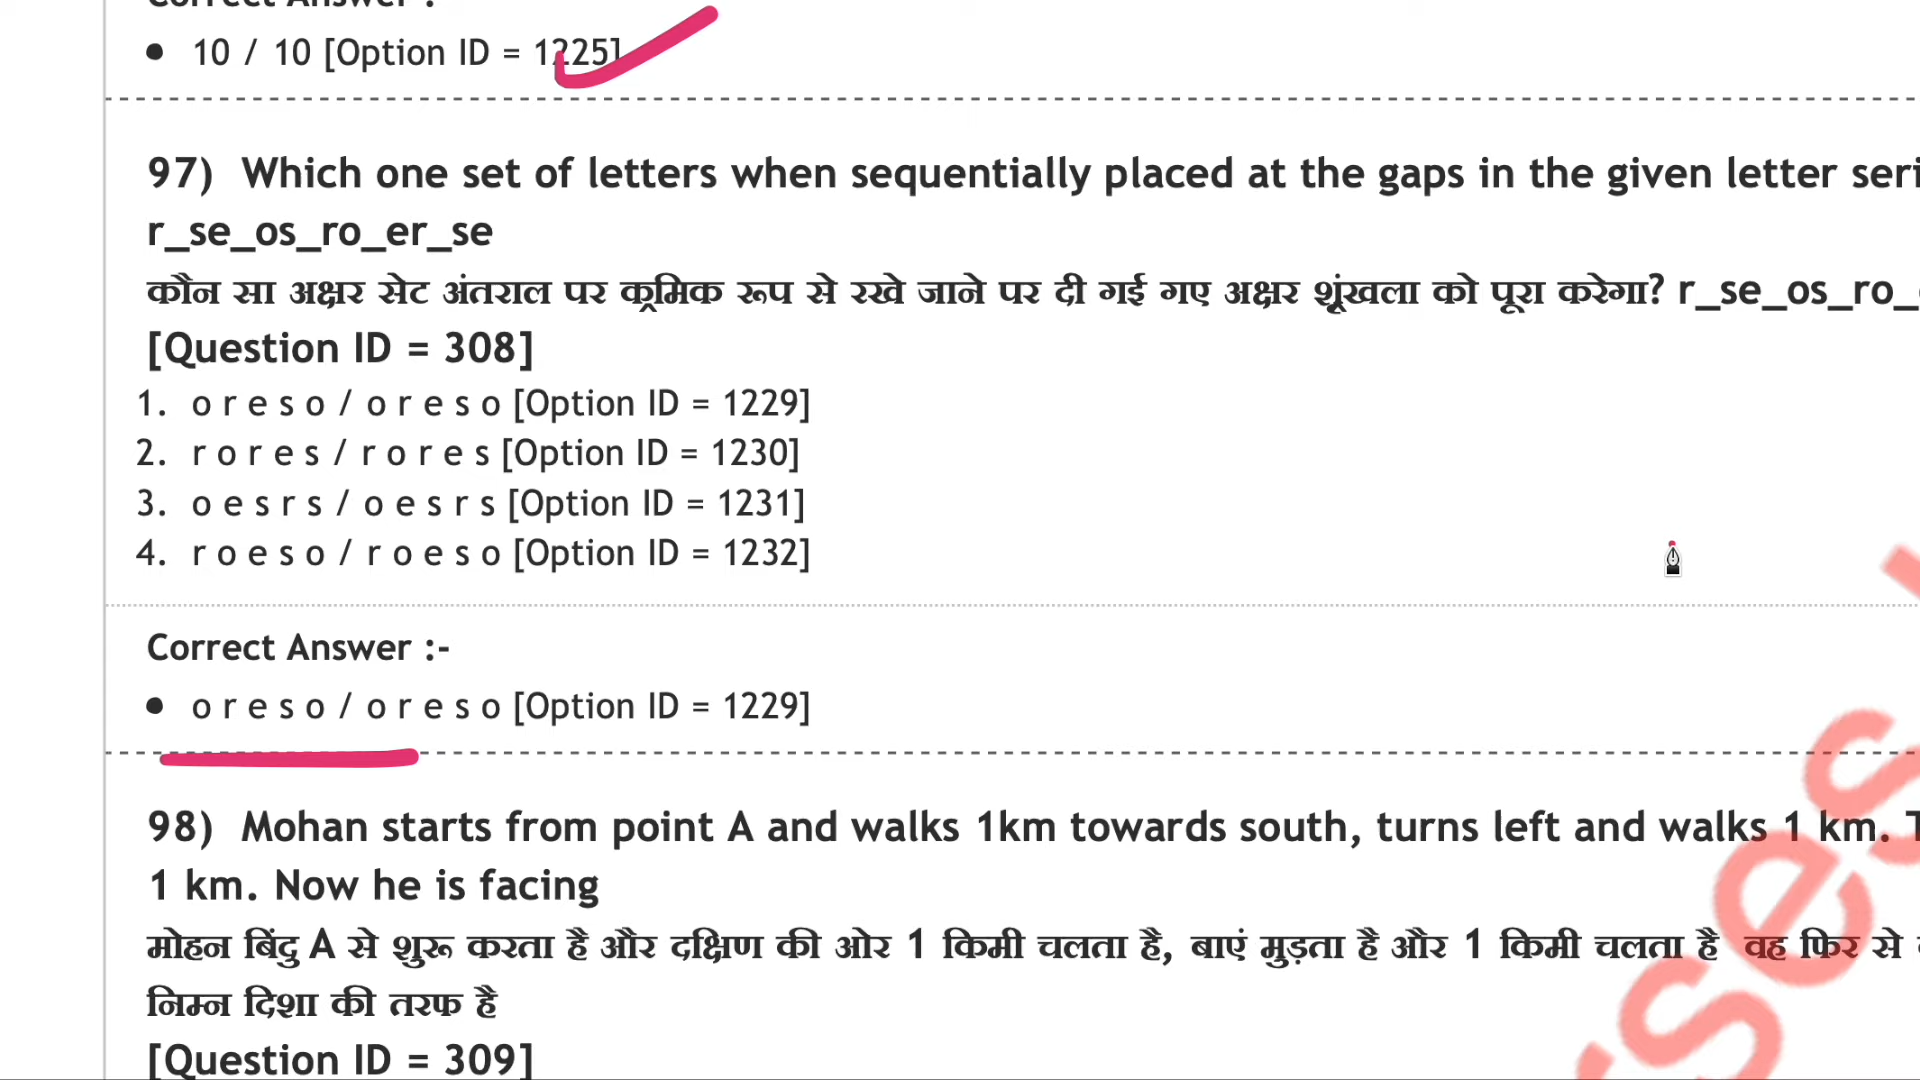 10 / 10 [Option ID = 1225]
97) Which one set of letters when sequentially placed at the gaps in the given letter seri
r_se_os_ro_er_se
कौन सा अक्षर सेट अंतराल पर क्रमिक रूप से रखे जाने पर दी गई गए अक्षर शृंखला को पूरा करेगा? r_se_os_ro_
[Question ID = 308]
1. o r e s o / o r e s o [Option ID = 1229]
2. r o r e s / r o r e s [Option ID = 1230]
3. o e s r s / o e s r s [Option ID = 1231]
4. r o e s o / r o e s o [Option ID = 1232]
Correct Answer :-
o r e s o / o r e s o [Option ID = 1229]
98) Mohan starts from point A and walks 1km towards south, turns left and walks 1 km.
1 km. Now he is facing
मोहन बिंदु A से शुरू करता है और दक्षिण की ओर 1 किमी चलता है, बाएं मुड़ता है और 1 किमी चलता है वह फिर से
निम्न दिशा की तरफ है
[Question ID = 309]